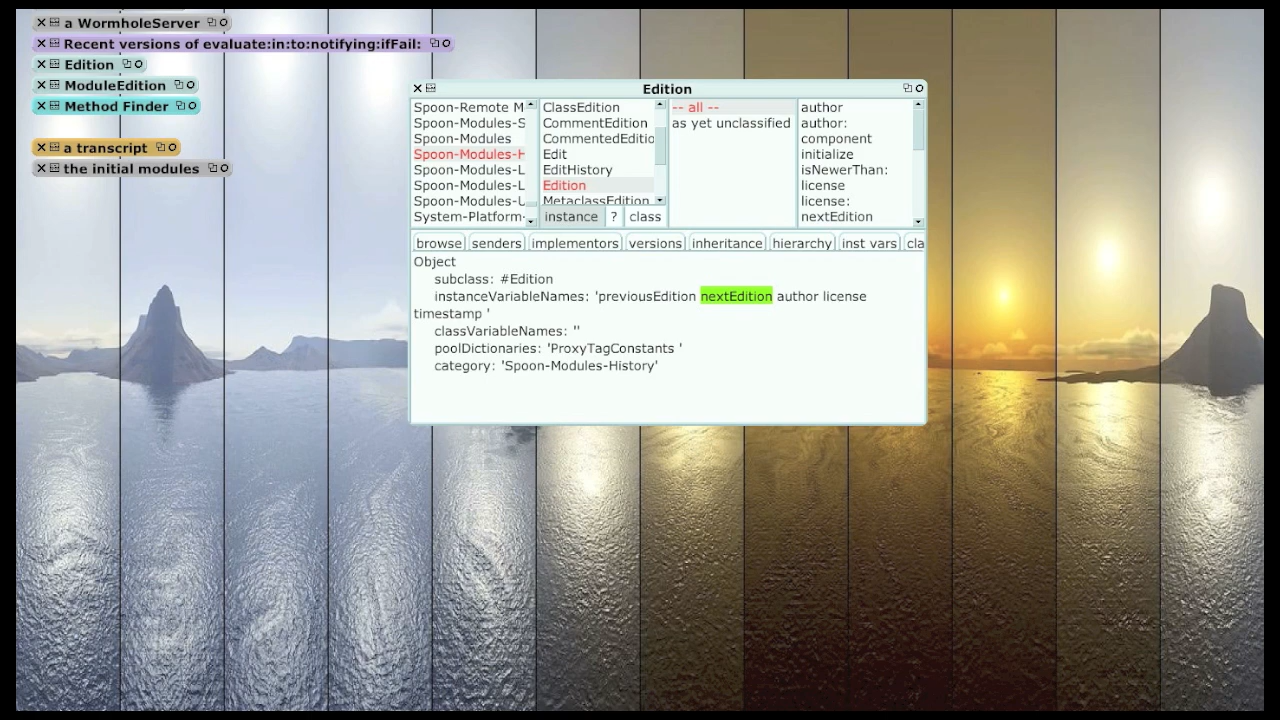 a WormholeServer
Recent versions of evaluate:in:to:notifying:ifFail:
Edition
ModuleEdition
Method Finder
a transcript
the initial modules
Edition
Spoon-Remote M
Spoon-Modules-S
Spoon-Modules
Spoon-Modules-H
Spoon-Modules-L
Spoon-Modules-L
Spoon-Modules-U
System-Platform-
ClassEdition
CommentEdition
CommentedEditio
Edit
EditHistory
Edition
MetaclassEdition
instance ? class
-- all --
as yet unclassified
author
author:
component
initialize
isNewerThan:
license
license:
nextEdition
browse senders implementors versions inheritance hierarchy inst vars cla
Object
subclass: #Edition
instanceVariableNames: 'previousEdition nextEdition author license
timestamp '
classVariableNames: ''
poolDictionaries: 'ProxyTagConstants '
category: 'Spoon-Modules-History'